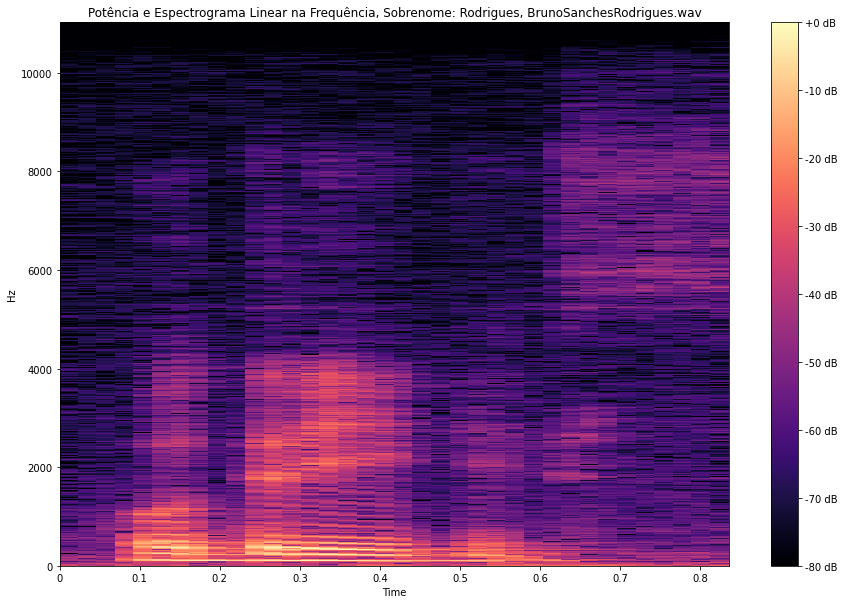 Potência e Espectrograma Linear na Frequência, Sobrenome: Rodrigues, BrunoSanchesRodrigues.wav
+0 dB
10000
-10 dB
8000
-20 dB
-30 dB
6000
Hz
-40 dB
4000
-50 dB
-60 dB
2000
-70 dB
0
-80 dB
0
0.1
0.2
0.3
0.4
0.5
0.6
0.7
0.8
Time